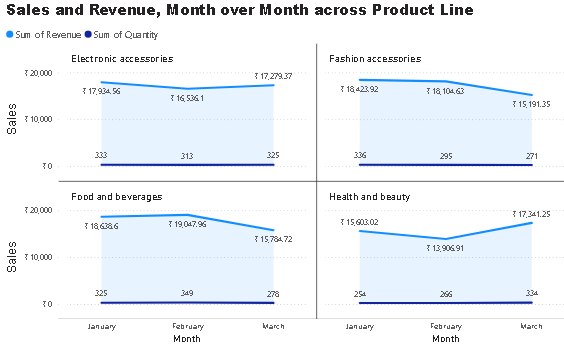 Sales and Revenue, Month over Month across Product Line
Sum of Revenue Sum of Quantity
Electronic accessories
Fashion accessories
Sales
₹ 20,000
₹ 10,000
₹ 0
₹ 17,934.56
₹ 16,536.1
₹ 17,279.37
333
313
325
₹ 18,423.92
₹ 18,104.63
₹ 15,191.35
336
295
271
Food and beverages
Health and beauty
Sales
₹ 20,000
₹ 10,000
₹ 0
₹ 18,638.6
₹ 19,047.96
₹ 15,784.72
325
349
278
₹ 15,603.02
₹ 13,906.91
₹ 17,341.25
254
266
334
January February March
January February March
Month
Month